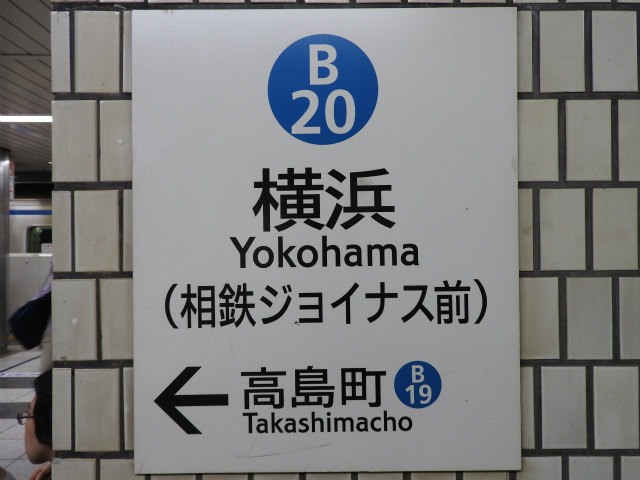 B
20
横浜
Yokohama
（相鉄ジョイナス前）
高島町 B
19
Takashimacho